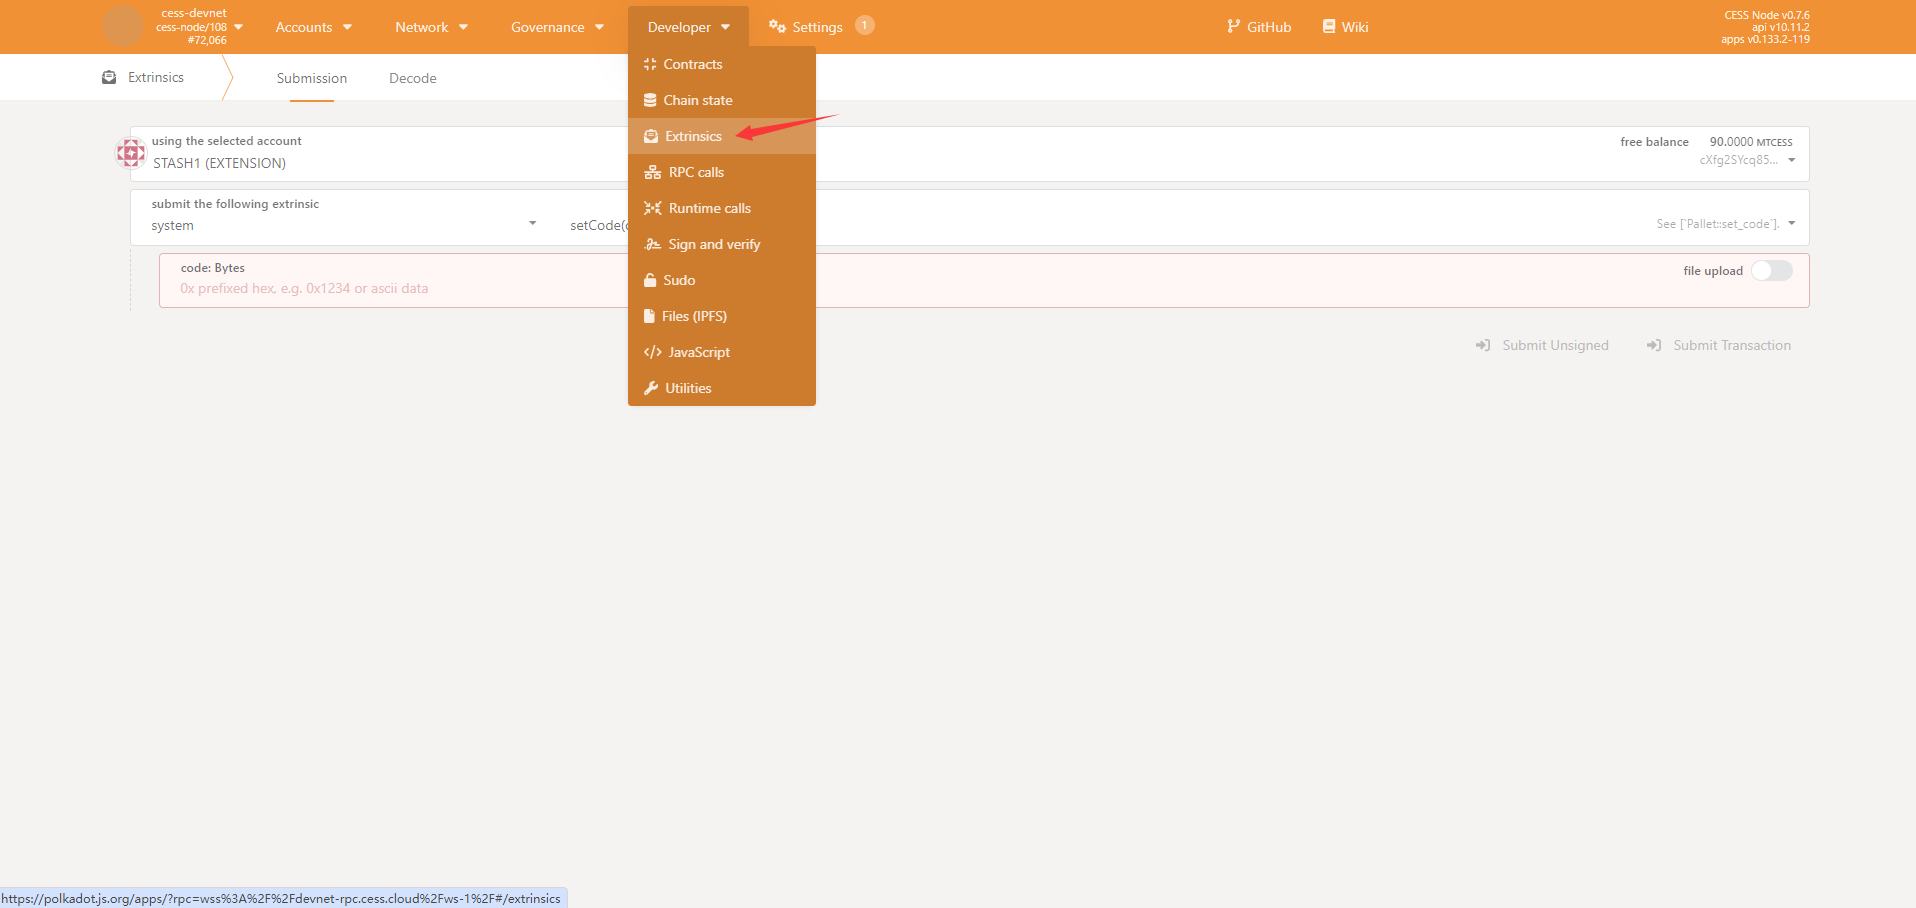 cess-devnet
cess-node/108
#72,066
Accounts
Network
Governance
Developer
Settings
1
GitHub
Wiki
CESS Node v0.7.6
api v10.11.2
apps v0.133.2-119
Extrinsics
Submission
Decode
Contracts
Chain state
Extrinsics
RPC calls
Runtime calls
Sign and verify
Sudo
Files (IPFS)
JavaScript
Utilities
using the selected account
STASH1 (EXTENSION)
free balance 90.0000 MTCESS
cXfg2SYcq85...
submit the following extrinsic
system
setCode(
See [`Pallet::set_code`].
code: Bytes
0x prefixed hex, e.g. 0x1234 or ascii data
file upload
Submit Unsigned
Submit Transaction
https://polkadot.js.org/apps/?rpc=wss%3A%2F%2Fdevnet-rpc.cess.cloud%2Fws-1%2F#/extrinsics